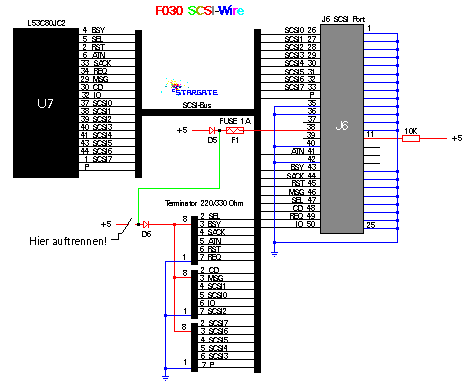 F030 SCSI-Wire
L53C80JC2
4 BSY
5 SEL
2 RST
6 ATN
33 SACK
34 REQ
29 MSG
30 CD
32 IO
37 SCSI0
38 SCSI1
39 SCSI2
40 SCSI3
41 SCSI4
43 SCSI5
44 SCSI6
1 SCSI7
P
U7
STARGATE
SCSI-Bus
J6 SCSI Port
SCSI0 26
SCSI1 27
SCSI2 28
SCSI3 29
SCSI4 30
SCSI5 31
SCSI6 32
SCSI7 33
P
35
36
37
38
39
40
ATN 41
42
BSY 43
SACK 44
RST 45
MSG 46
SEL 47
CD 48
REQ 49
IO 50
1
J6
11
25
10K
+5
+5
D5
FUSE 1A
F1
Terminator 220/330 Ohm
+5
D6
Hier auftrennen!
8
2 SEL
3 BSY
4 SACK
5 ATN
6 RST
7 REQ
1
8
2 CD
3 MSG
4 SCSI1
5 SCSI0
6 IO
7 SCSI2
1
8
2 SCSI7
3 SCSI6
4 SCSI5
5 SCSI4
6 SCSI3
7 P
1